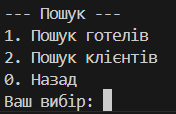 --- Пошук ---
1. Пошук готелів
2. Пошук клієнтів
0. Назад
Ваш вибір: